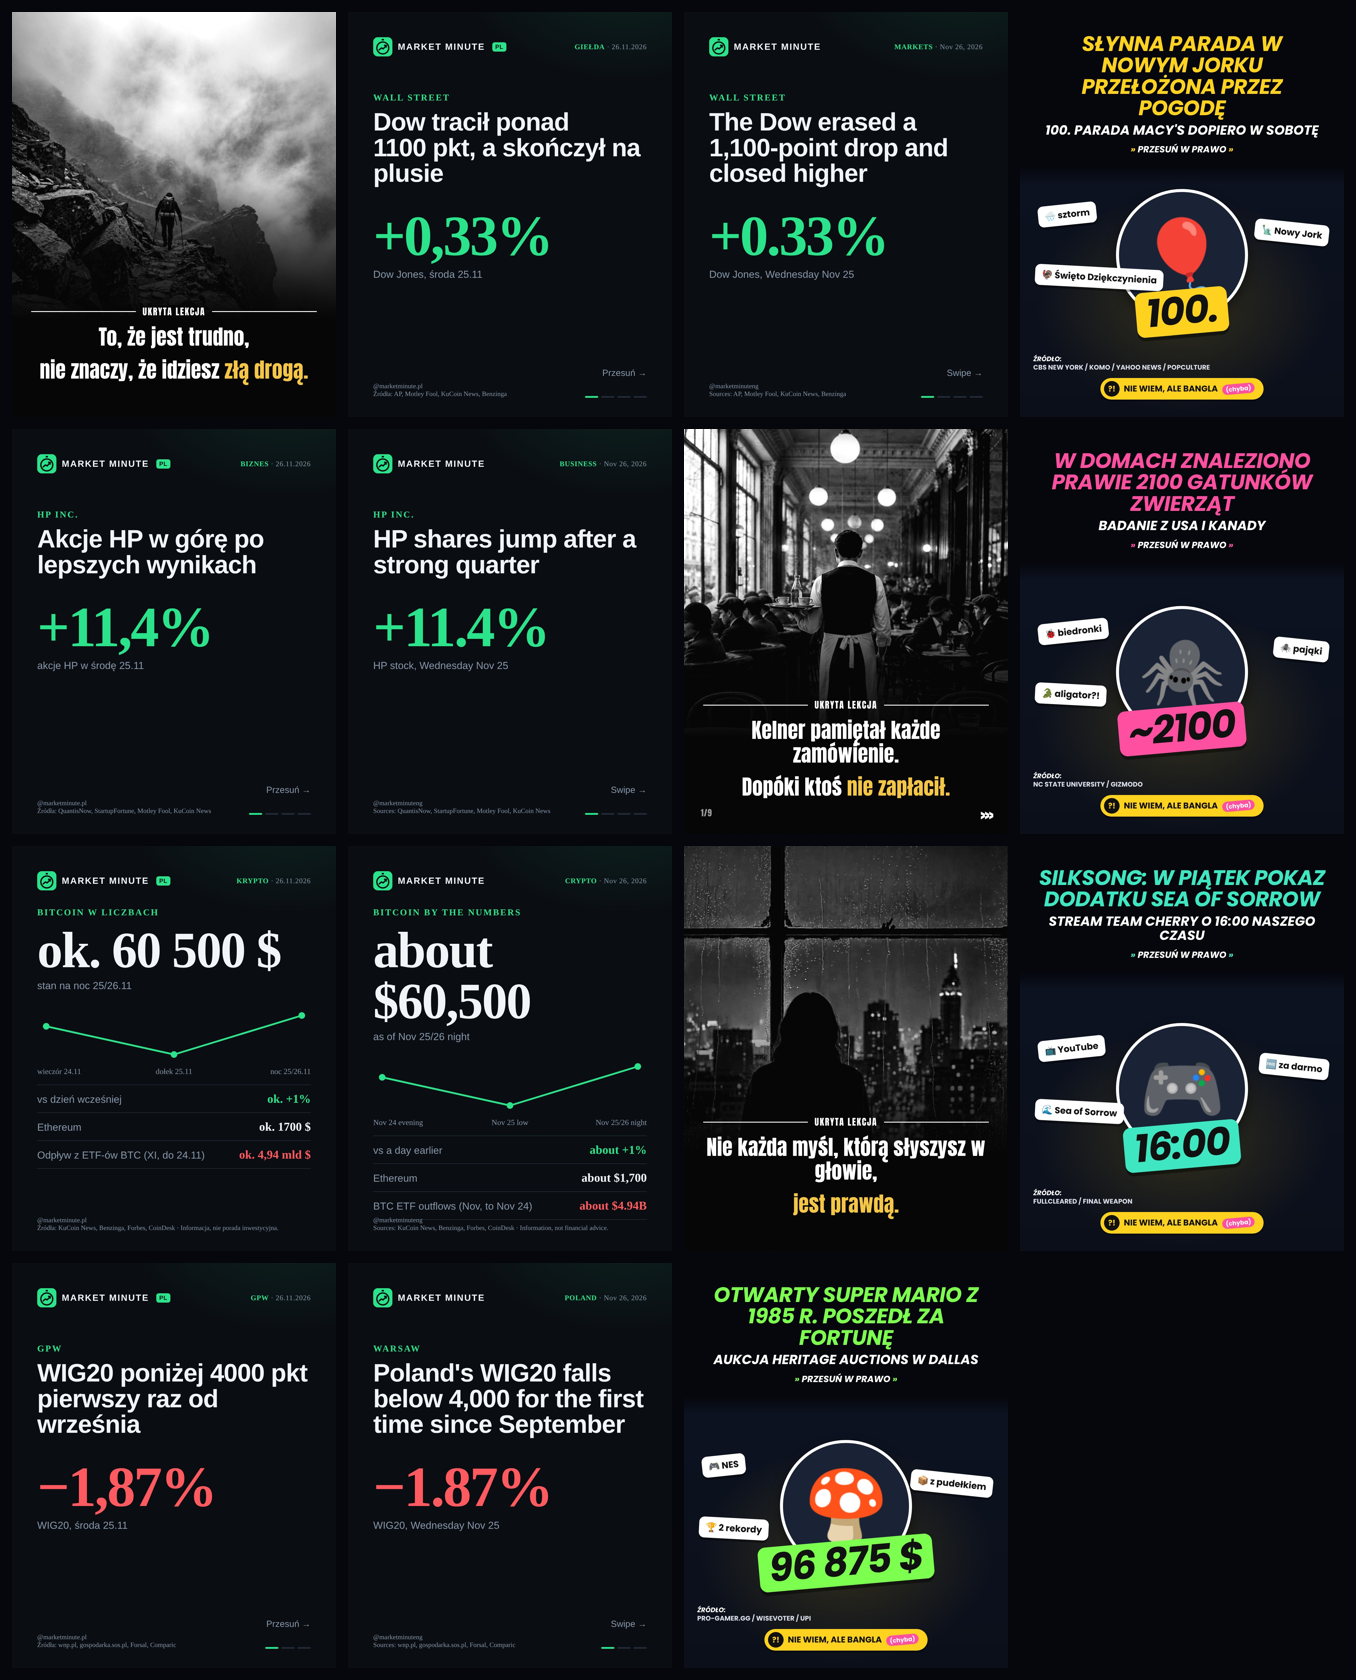 UKRYTA LEKCJA
To, że jest trudno,
nie znaczy, że idziesz złą drogą.
MARKET MINUTE PL
GIEŁDA · 26.11.2026
WALL STREET
Dow tracił ponad
1100 pkt, a skończył na
plusie
+0,33%
Dow Jones, środa 25.11
Przesuń →
@marketminute.pl
Źródła: AP, Motley Fool, KuCoin News, Benzinga
MARKET MINUTE
MARKETS · Nov 26, 2026
WALL STREET
The Dow erased a
1,100-point drop and
closed higher
+0.33%
Dow Jones, Wednesday Nov 25
Swipe →
@marketminuteng
Sources: AP, Motley Fool, KuCoin News, Benzinga
SŁYNNA PARADA W
NOWYM JORKU
PRZEŁOŻONA PRZEZ
POGODĘ
100. PARADA MACY'S DOPIERO W SOBOTĘ
» PRZESUŃ W PRAWO »
sztorm
Nowy Jork
Święto Dziękczynienia
100.
ŹRÓDŁO:
CBS NEW YORK / KOMO / YAHOO NEWS / POPCULTURE
?! NIE WIEM, ALE BANGLA (chyba)
MARKET MINUTE PL
BIZNES · 26.11.2026
HP INC.
Akcje HP w górę po
lepszych wynikach
+11,4%
akcje HP w środę 25.11
Przesuń →
@marketminute.pl
Źródła: QuantisNow, StartupFortune, Motley Fool, KuCoin News
MARKET MINUTE
BUSINESS · Nov 26, 2026
HP INC.
HP shares jump after a
strong quarter
+11.4%
HP stock, Wednesday Nov 25
Swipe →
@marketminuteng
Sources: QuantisNow, StartupFortune, Motley Fool, KuCoin News
UKRYTA LEKCJA
Kelner pamiętał każde
zamówienie.
Dopóki ktoś nie zapłacił.
1/9
W DOMACH ZNALEZIONO
PRAWIE 2100 GATUNKÓW
ZWIERZĄT
BADANIE Z USA I KANADY
» PRZESUŃ W PRAWO »
biedronki
pająki
aligator?!
~2100
ŹRÓDŁO:
NC STATE UNIVERSITY / GIZMODO
?! NIE WIEM, ALE BANGLA (chyba)
MARKET MINUTE PL
KRYPTO · 26.11.2026
BITCOIN W LICZBACH
ok. 60 500 $
stan na noc 25/26.11
wieczór 24.11
dołek 25.11
noc 25/26.11
vs dzień wcześniej
ok. +1%
Ethereum
ok. 1700 $
Odpływ z ETF-ów BTC (XI, do 24.11)
ok. 4,94 mld $
@marketminute.pl
Źródła: KuCoin News, Benzinga, Forbes, CoinDesk · Informacja, nie porada inwestycyjna.
MARKET MINUTE
CRYPTO · Nov 26, 2026
BITCOIN BY THE NUMBERS
about
$60,500
as of Nov 25/26 night
Nov 24 evening
Nov 25 low
Nov 25/26 night
vs a day earlier
about +1%
Ethereum
about $1,700
BTC ETF outflows (Nov, to Nov 24)
about $4.94B
@marketminuteng
Sources: KuCoin News, Benzinga, Forbes, CoinDesk · Information, not financial advice.
UKRYTA LEKCJA
Nie każda myśl, którą słyszysz w
głowie,
jest prawdą.
SILKSONG: W PIĄTEK POKAZ
DODATKU SEA OF SORROW
STREAM TEAM CHERRY O 16:00 NASZEGO
CZASU
» PRZESUŃ W PRAWO »
YouTube
za darmo
Sea of Sorrow
16:00
ŹRÓDŁO:
FULLCLEARED / FINAL WEAPON
?! NIE WIEM, ALE BANGLA (chyba)
MARKET MINUTE PL
GPW · 26.11.2026
GPW
WIG20 poniżej 4000 pkt
pierwszy raz od
września
−1,87%
WIG20, środa 25.11
Przesuń →
@marketminute.pl
Źródła: wnp.pl, gospodarka.sos.pl, Forsal, Comparic
MARKET MINUTE
POLAND · Nov 26, 2026
WARSAW
Poland's WIG20 falls
below 4,000 for the first
time since September
−1.87%
WIG20, Wednesday Nov 25
Swipe →
@marketminuteng
Sources: wnp.pl, gospodarka.sos.pl, Forsal, Comparic
OTWARTY SUPER MARIO Z
1985 R. POSZEDŁ ZA
FORTUNĘ
AUKCJA HERITAGE AUCTIONS W DALLAS
» PRZESUŃ W PRAWO »
NES
z pudełkiem
2 rekordy
96 875 $
ŹRÓDŁO:
PRO-GAMER.GG / WISEVOTER / UPI
?! NIE WIEM, ALE BANGLA (chyba)